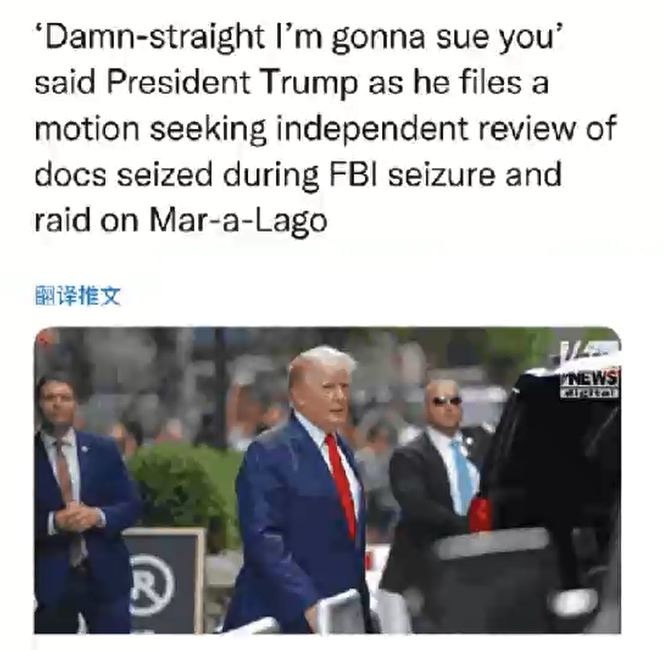 ‘Damn-straight I’m gonna sue you’
said President Trump as he files a
motion seeking independent review of
docs seized during FBI seizure and
raid on Mar-a-Lago
翻译推文
NEWS
digital
R